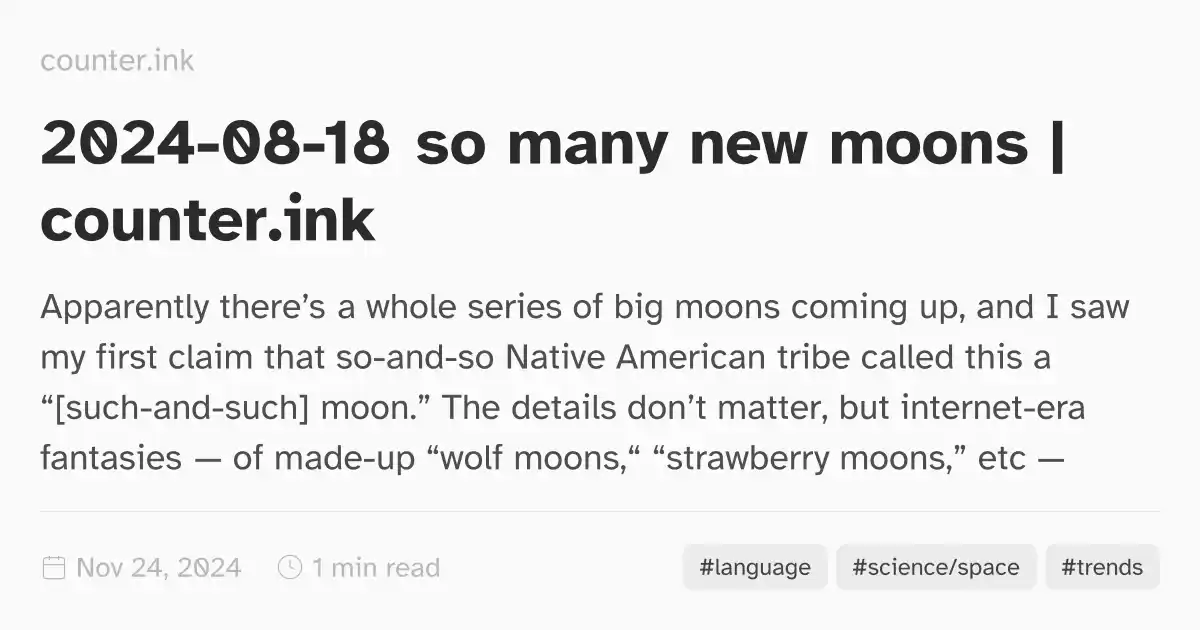 counter.ink
2024-08-18 so many new moons |
counter.ink
Apparently there’s a whole series of big moons coming up, and I saw
my first claim that so-and-so Native American tribe called this a
“[such-and-such] moon.” The details don’t matter, but internet-era
fantasies — of made-up “wolf moons,“ “strawberry moons,” etc —
Nov 24, 2024 1 min read #language #science/space #trends